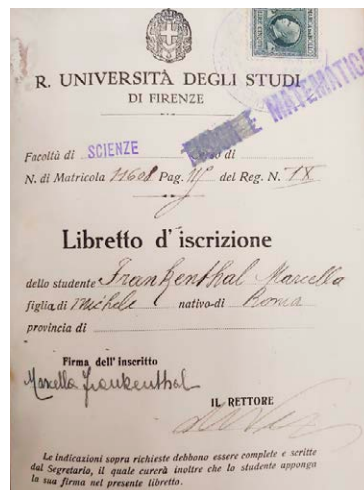 R. UNIVERSITÀ DEGLI STUDI
DI FIRENZE
Facoltà di SCIENZE Corso di MATEMATICA
N. di Matricola 11608 Pag. del Reg. N. IX
Libretto d'iscrizione
dello studente Frankenthal Marcella
figlia di Michele nativo di Roma
provincia di
Firma dell'inscritto
Marcella Frankenthal
IL RETTORE
Le indicazioni sopra richieste debbono essere complete e scritte
dal Segretario, il quale curerà inoltre che lo studente apponga
la sua firma nel presente libretto.